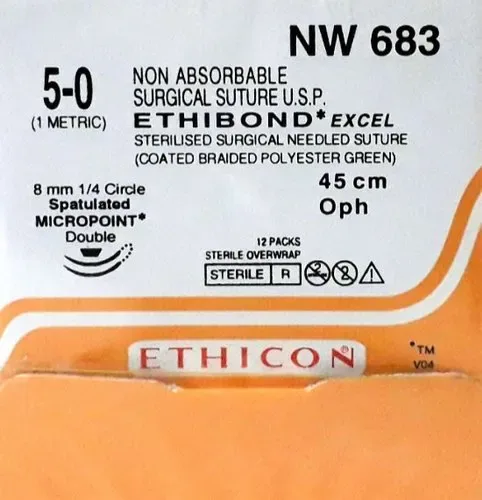 NW 683
5-0
(1 METRIC)
NON ABSORBABLE
SURGICAL SUTURE U.S.P.
ETHIBOND* EXCEL
STERILISED SURGICAL NEEDLED SUTURE
(COATED BRAIDED POLYESTER GREEN)
8 mm 1/4 Circle
Spatulated
MICROPOINT*
Double
45 cm
Oph
12 PACKS
STERILE OVERWRAP
STERILE R
2
ETHICON®
*TM
V04